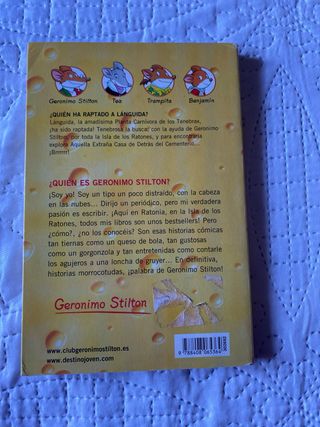 Geronimo Stilton
Tea
Trampita
Benjamín
¿QUIÉN HA RAPTADO A LÁNGUIDA?
Lánguida, la amadísima Planta Carnívora de los Tenebrax,
¡ha sido raptada! Tenebrosa la busca, con la ayuda de Geronimo
Stilton, por toda la Isla de los Ratones, y para encontrarla
explora Aquella Extraña Casa de Detrás del Cementerio...
¡Brrrrr!
¿QUIÉN ES GERONIMO STILTON?
¡Soy yo! Soy un tipo un poco distraído, con la cabeza
en las nubes... Dirijo un periódico, pero mi verdadera
pasión es escribir. ¡Aquí en Ratonia, en la Isla de los
Ratones, todos mis libros son unos bestsellers! Pero
¿cómo?, ¿no los conocéis? Son esas historias cómicas
tan tiernas como un queso de bola, tan gustosas
como un gorgonzola y tan entretenidas como contarle
los agujeros a una loncha de gruyer... En definitiva,
historias morrocotudas, ¡palabra de Geronimo Stilton!
Geronimo Stilton
www.clubgeronimostilton.es
www.destinojoven.com
9 788408 085364